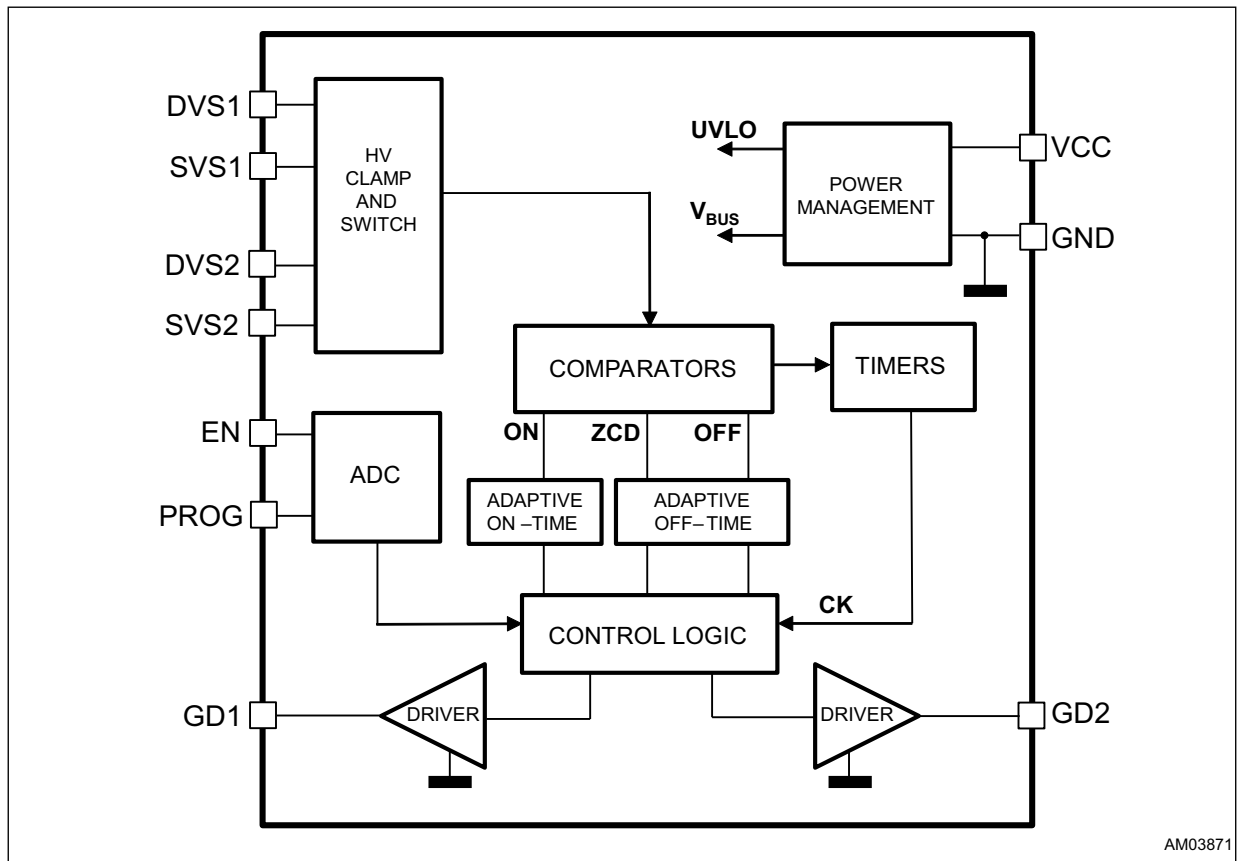 DVS1
SVS1
DVS2
SVS2
HV
CLAMP
AND
SWITCH
UVLO
VBUS
POWER
MANAGEMENT
VCC
GND
COMPARATORS
TIMERS
EN
PROG
ADC
ON
ZCD
OFF
ADAPTIVE
ON –TIME
ADAPTIVE
OFF– TIME
CK
CONTROL LOGIC
GD1
DRIVER
DRIVER
GD2
AM03871